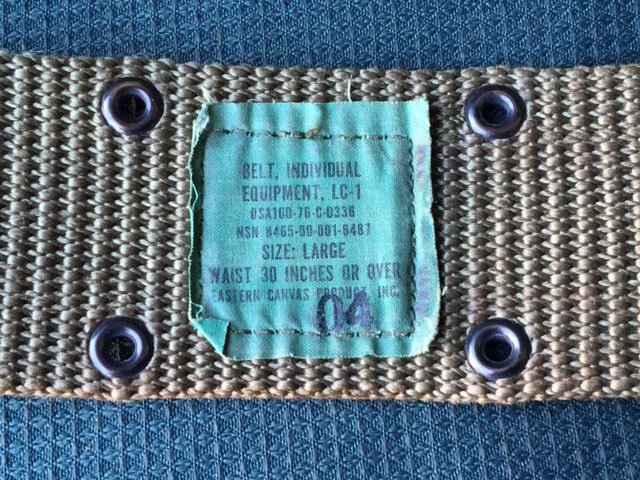 BELT, INDIVIDUAL
EQUIPMENT, LC-1
DSA100-76-C-0336
NSN 8465-00-001-6487
SIZE: LARGE
WAIST 30 INCHES OR OVER
EASTERN CANVAS PRODUCT, INC.
04